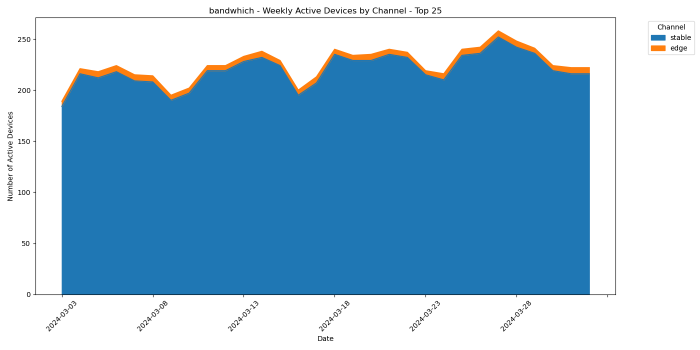 bandwhich - Weekly Active Devices by Channel - Top 25
Channel
stable
edge
Number of Active Devices
250
200
150
100
50
0
2024-03-03
2024-03-08
2024-03-13
2024-03-18
2024-03-23
2024-03-28
Date